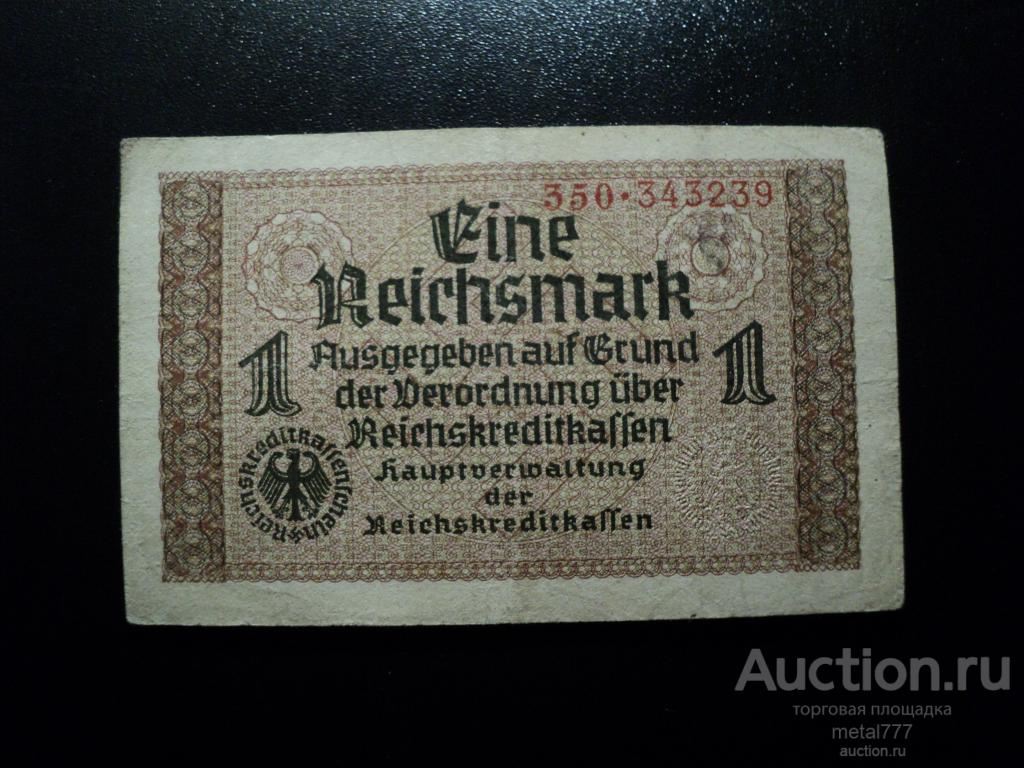 350·343239
Eine
Reichsmark
1 Ausgegeben auf Grund 1
der Verordnung über
Reichskreditkassen
Hauptverwaltung
der
Reichskreditkassen
Reichskreditkassenschein
Auction.ru
торговая площадка
metal777
auction.ru